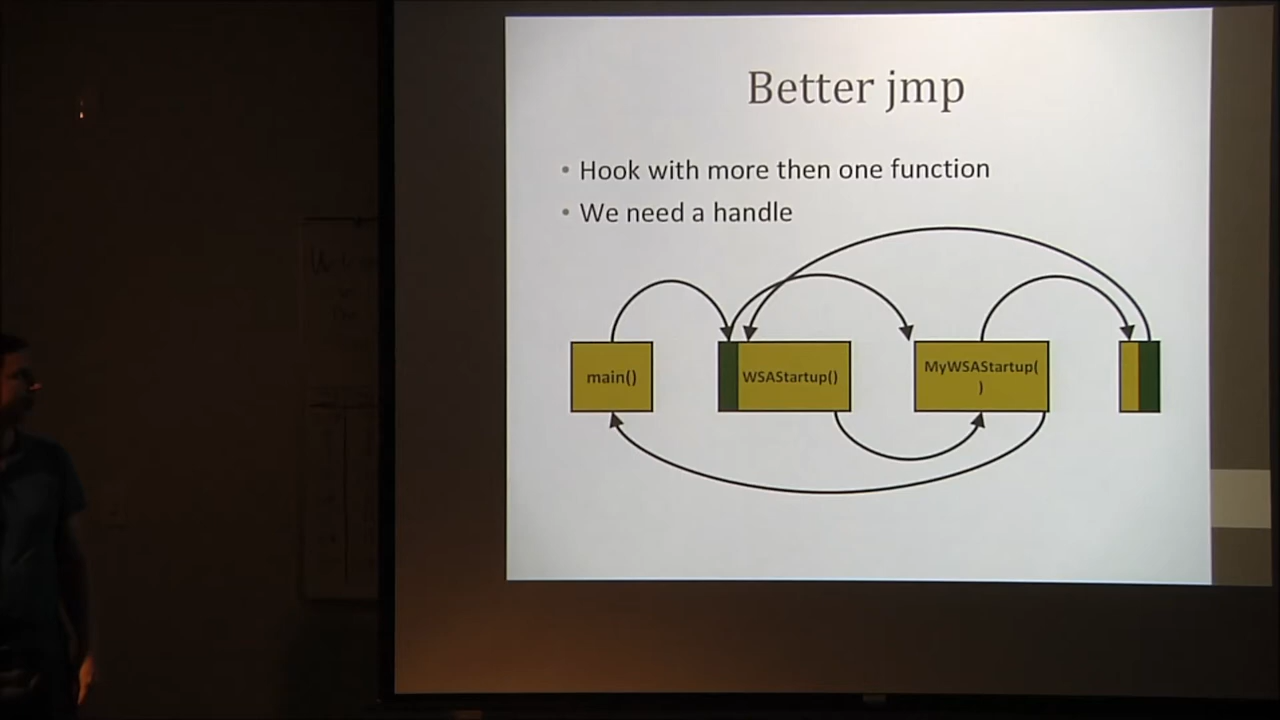 Better jmp
• Hook with more then one function
• We need a handle
main()
WSAStartup()
MyWSAStartup(
)